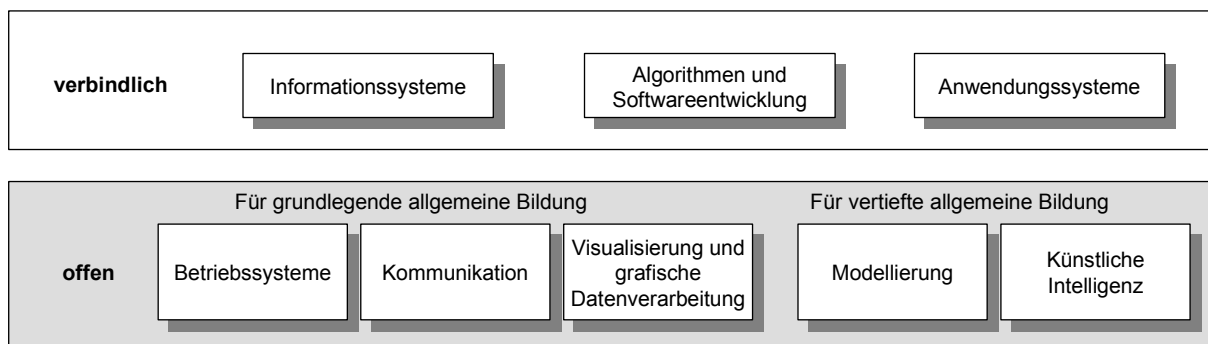 verbindlich
Informationssysteme
Algorithmen und
Softwareentwicklung
Anwendungssysteme
Für grundlegende allgemeine Bildung
Für vertiefte allgemeine Bildung
offen
Betriebssysteme
Kommunikation
Visualisierung und
grafische
Datenverarbeitung
Modellierung
Künstliche
Intelligenz